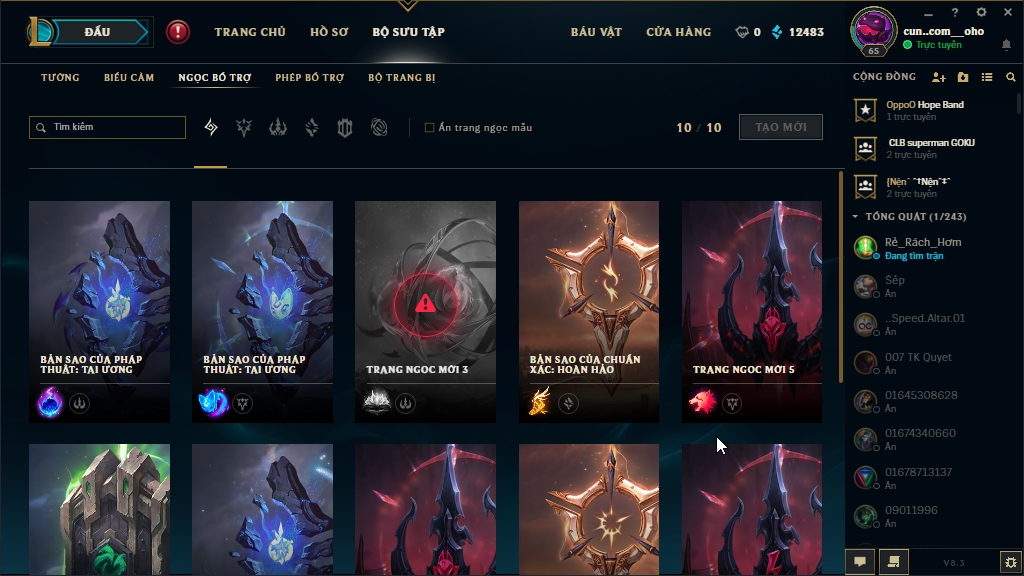 ĐẤU
TRANG CHỦ
HỒ SƠ
BỘ SƯU TẬP
BÁU VẬT
CỬA HÀNG
0
12483
cun..com__oho
Trực tuyến
65
TƯỚNG
BIỂU CẢM
NGỌC BỔ TRỢ
PHÉP BỔ TRỢ
BỘ TRANG BỊ
CỘNG ĐỒNG
Tìm kiếm
Ẩn trang ngọc mẫu
10 / 10
TẠO MỚI
OppoO Hope Band
1 trực tuyến
CLB superman GOKU
2 trực tuyến
2 trực tuyến
TỔNG QUÁT (1/243)
Rẻ_Rách_Hơm
Đang tìm trận
Sếp
Ẩn
..Speed.Altar.01
Ẩn
007 TK Quyet
Ẩn
01645308628
Ẩn
01674340660
Ẩn
01678713137
Ẩn
09011996
Ẩn
BẢN SAO CỦA PHÁP
THUẬT: TAI ƯƠNG
BẢN SAO CỦA PHÁP
THUẬT: TAI ƯƠNG
TRANG NGỌC MỚI 3
BẢN SAO CỦA CHUẨN
XÁC: HOÀN HẢO
TRANG NGỌC MỚI 5
V8.3